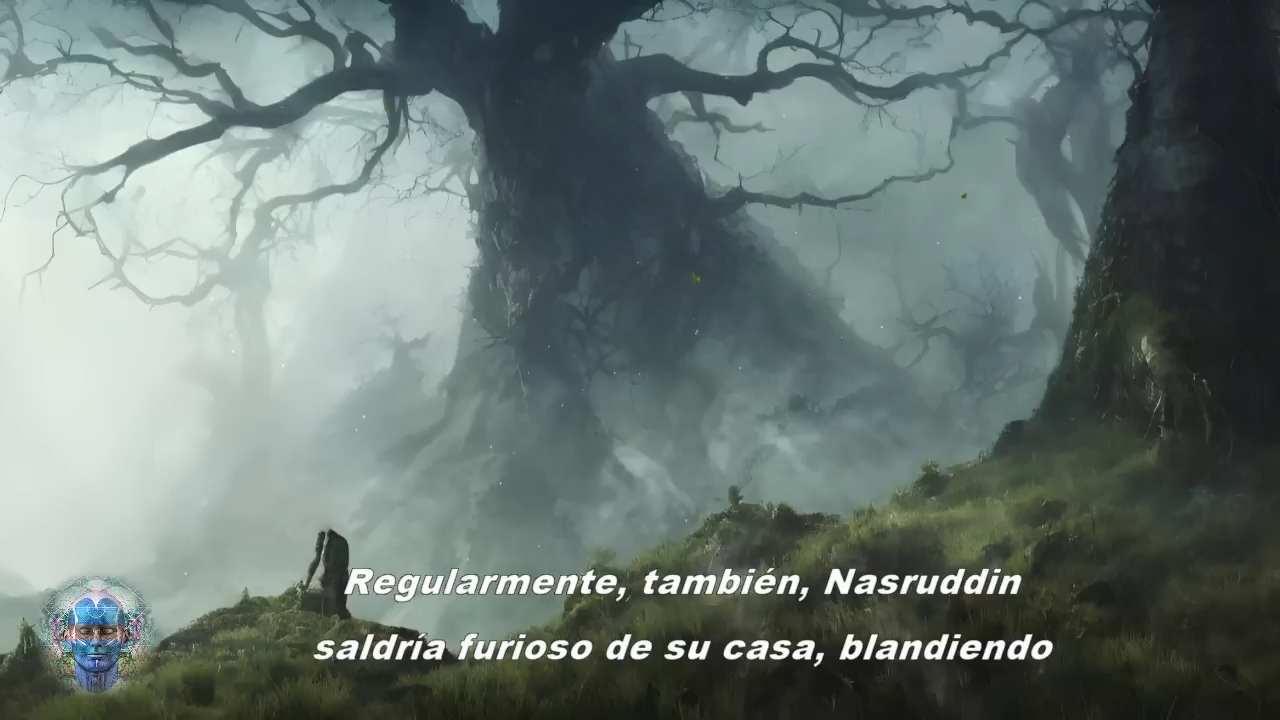 Regularmente, también, Nasruddin
saldría furioso de su casa, blandiendo